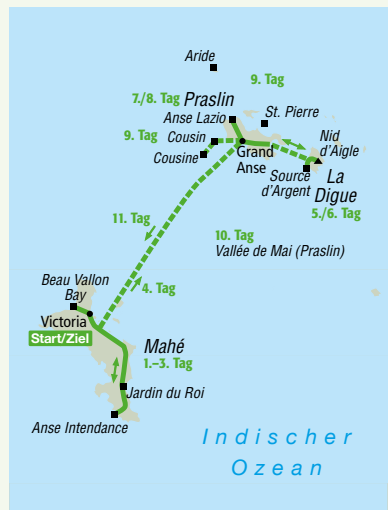 Aride
9. Tag
7./8. Tag Praslin
Anse Lazio
St. Pierre
9. Tag
Cousin
Cousine
Grand
Anse
Nid
d'Aigle
Source
d'Argent
La
Digue
5./6. Tag
11. Tag
10. Tag
Vallée de Mai (Praslin)
4. Tag
Beau Vallon
Bay
Victoria
Start/Ziel
Mahé
1.–3. Tag
Jardin du Roi
Anse Intendance
Indischer
Ozean